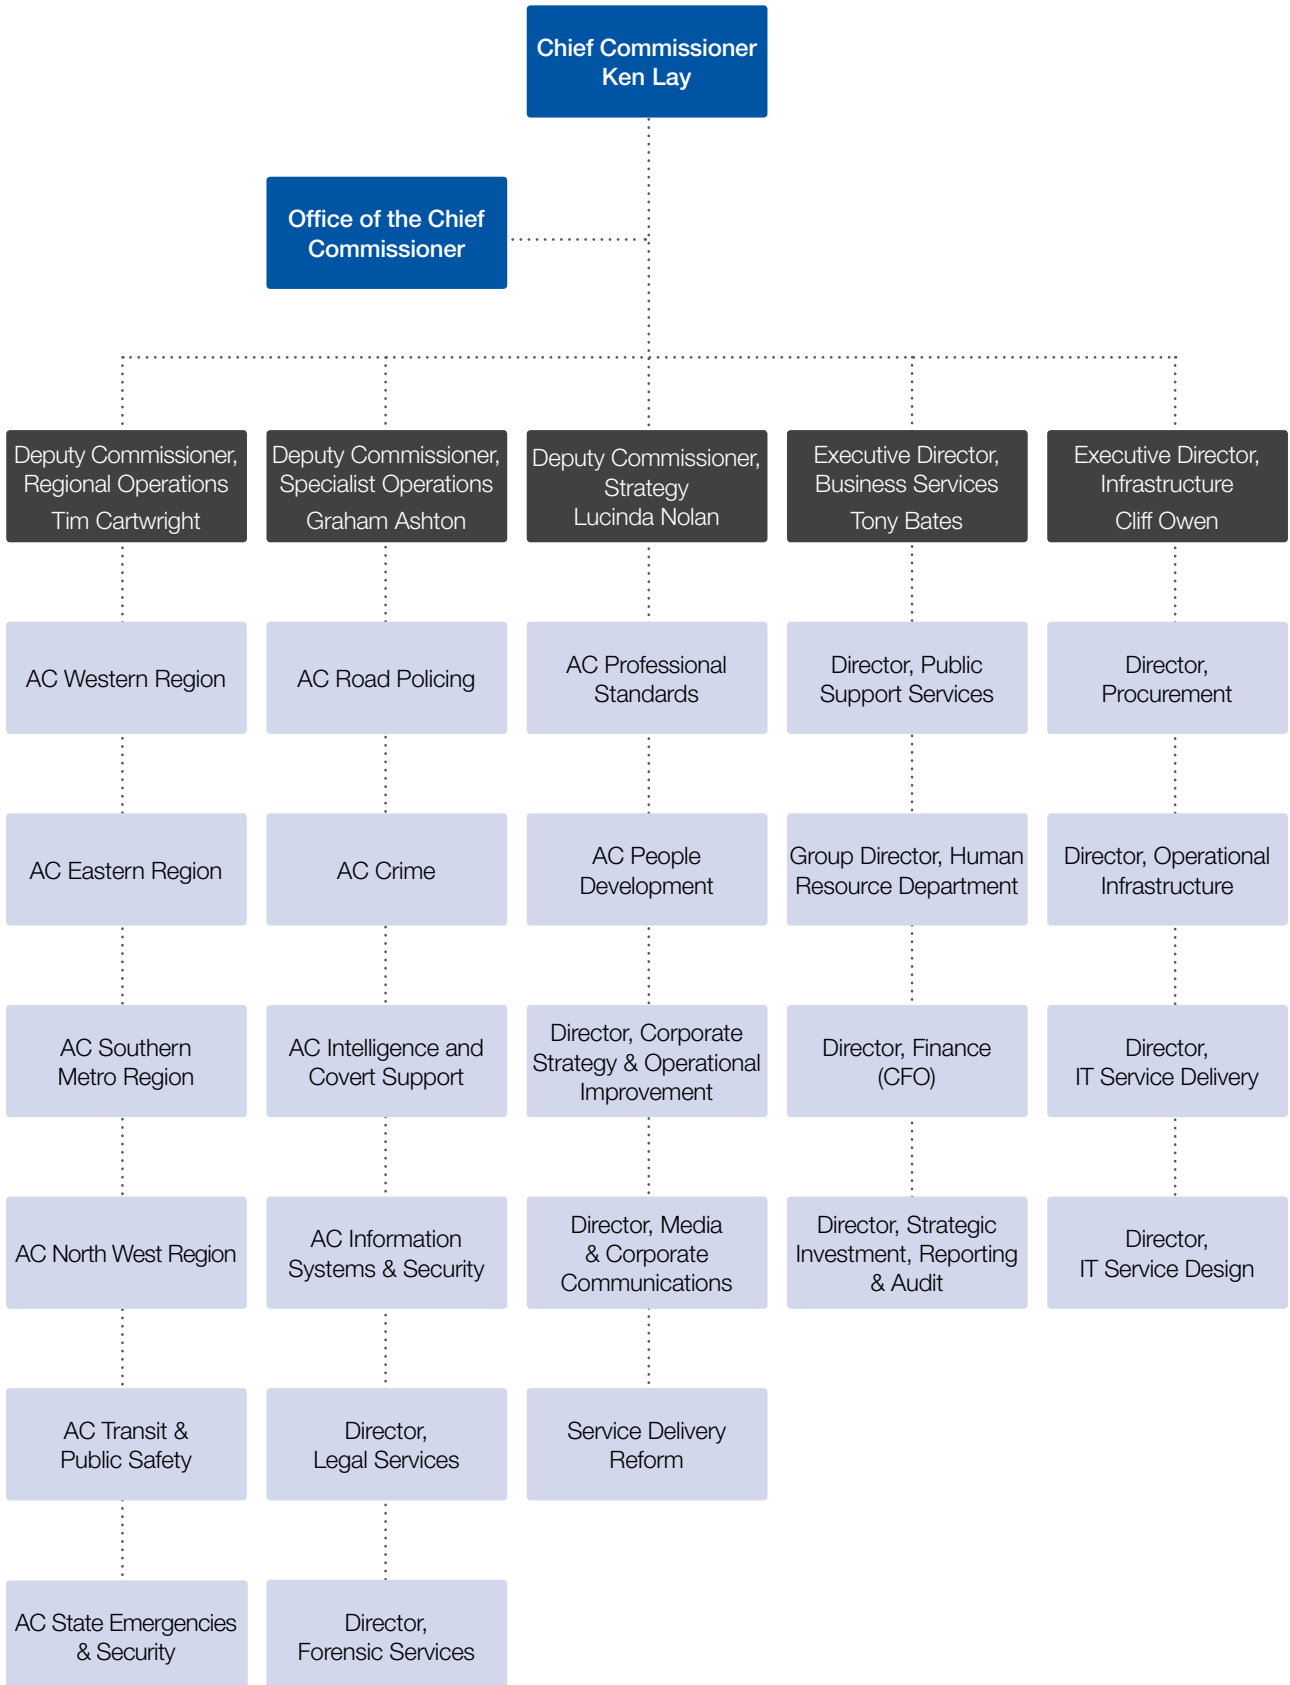 Chief Commissioner
Ken Lay
Office of the Chief
Commissioner
Deputy Commissioner,
Regional Operations
Tim Cartwright
Deputy Commissioner,
Specialist Operations
Graham Ashton
Deputy Commissioner,
Strategy
Lucinda Nolan
Executive Director,
Business Services
Tony Bates
Executive Director,
Infrastructure
Cliff Owen
AC Western Region
AC Road Policing
AC Professional
Standards
Director, Public
Support Services
Director,
Procurement
AC Eastern Region
AC Crime
AC People
Development
Group Director, Human
Resource Department
Director, Operational
Infrastructure
AC Southern
Metro Region
AC Intelligence and
Covert Support
Director, Corporate
Strategy & Operational
Improvement
Director, Finance
(CFO)
Director,
IT Service Delivery
AC North West Region
AC Information
Systems & Security
Director, Media
& Corporate
Communications
Director, Strategic
Investment, Reporting
& Audit
Director,
IT Service Design
AC Transit &
Public Safety
Director,
Legal Services
Service Delivery
Reform
AC State Emergencies
& Security
Director,
Forensic Services